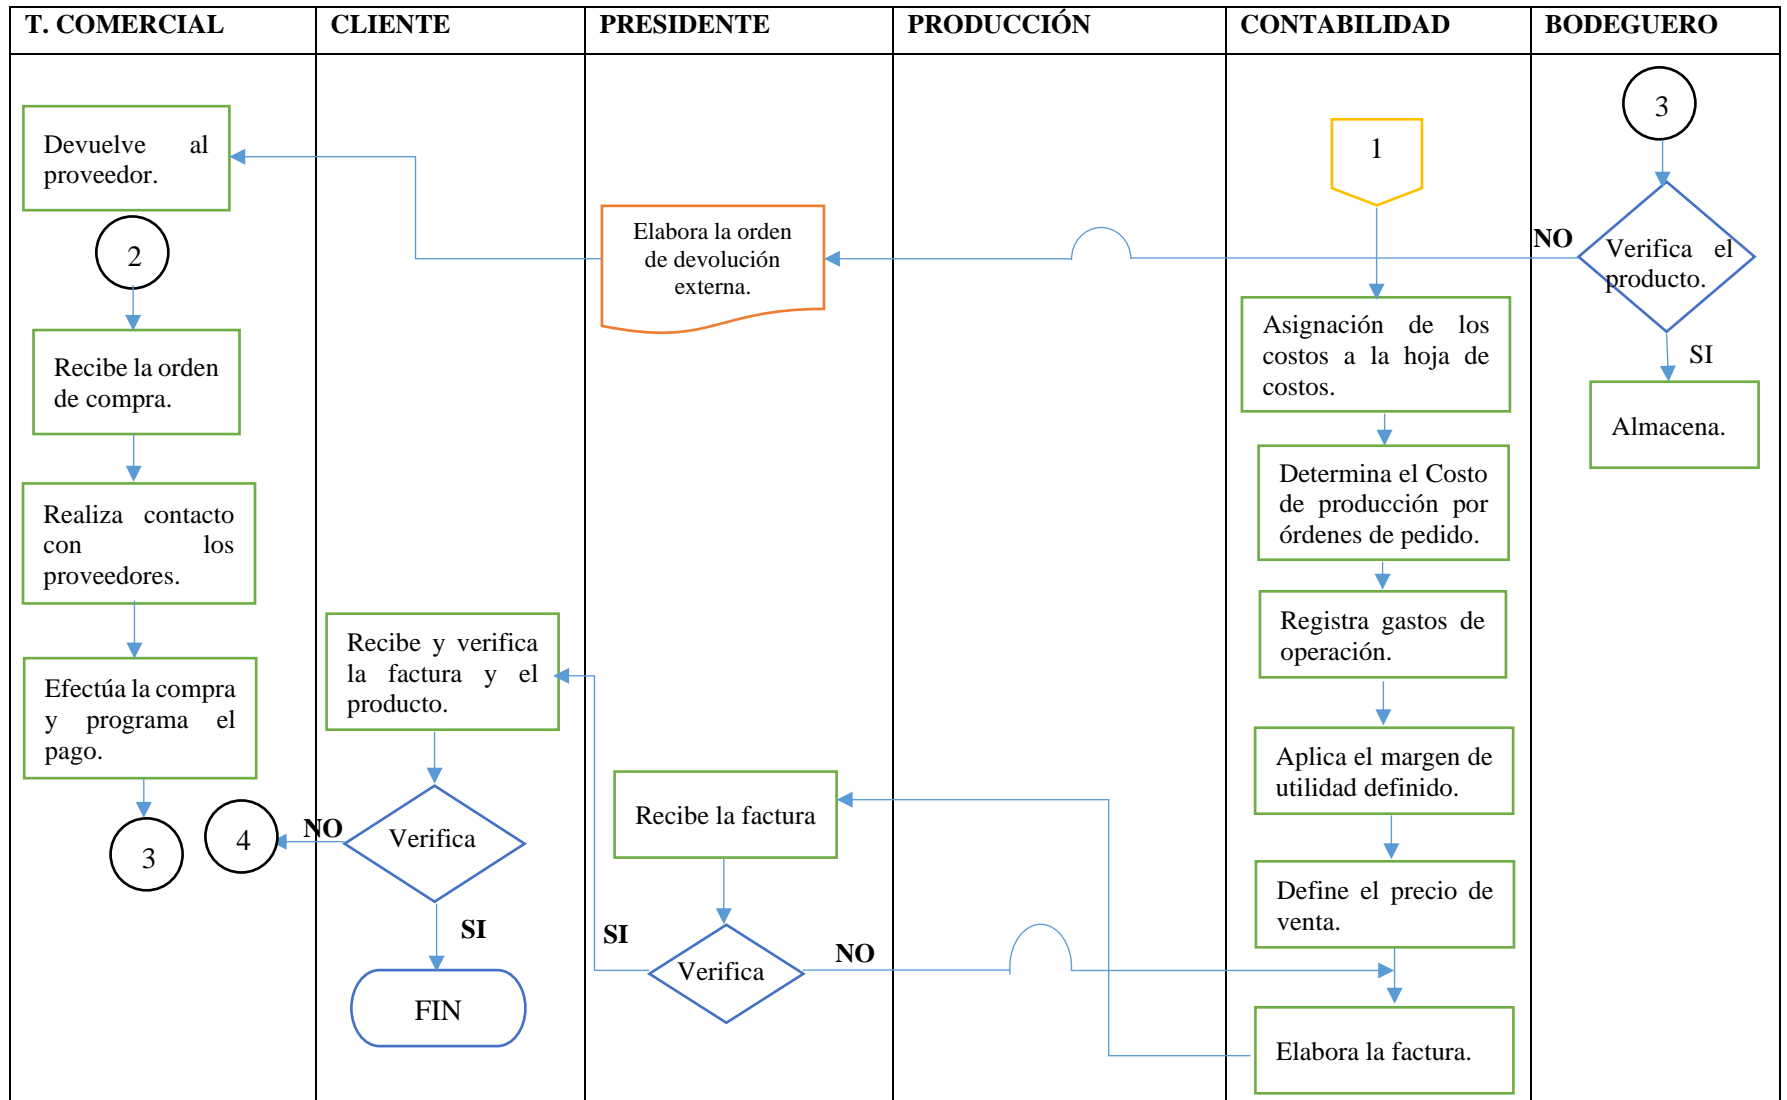 T. COMERCIAL
CLIENTE
PRESIDENTE
PRODUCCIÓN
CONTABILIDAD
BODEGUERO
Devuelve al
proveedor.
2
Recibe la orden
de compra.
Realiza contacto
con los
proveedores.
Efectúa la compra
y programa el
pago.
3
4
NO
Recibe y verifica
la factura y el
producto.
Verifica
SI
FIN
Elabora la orden
de devolución
externa.
Recibe la factura
SI
Verifica
NO
1
Asignación de los
costos a la hoja de
costos.
Determina el Costo
de producción por
órdenes de pedido.
Registra gastos de
operación.
Aplica el margen de
utilidad definido.
Define el precio de
venta.
Elabora la factura.
3
NO
Verifica el
producto.
SI
Almacena.